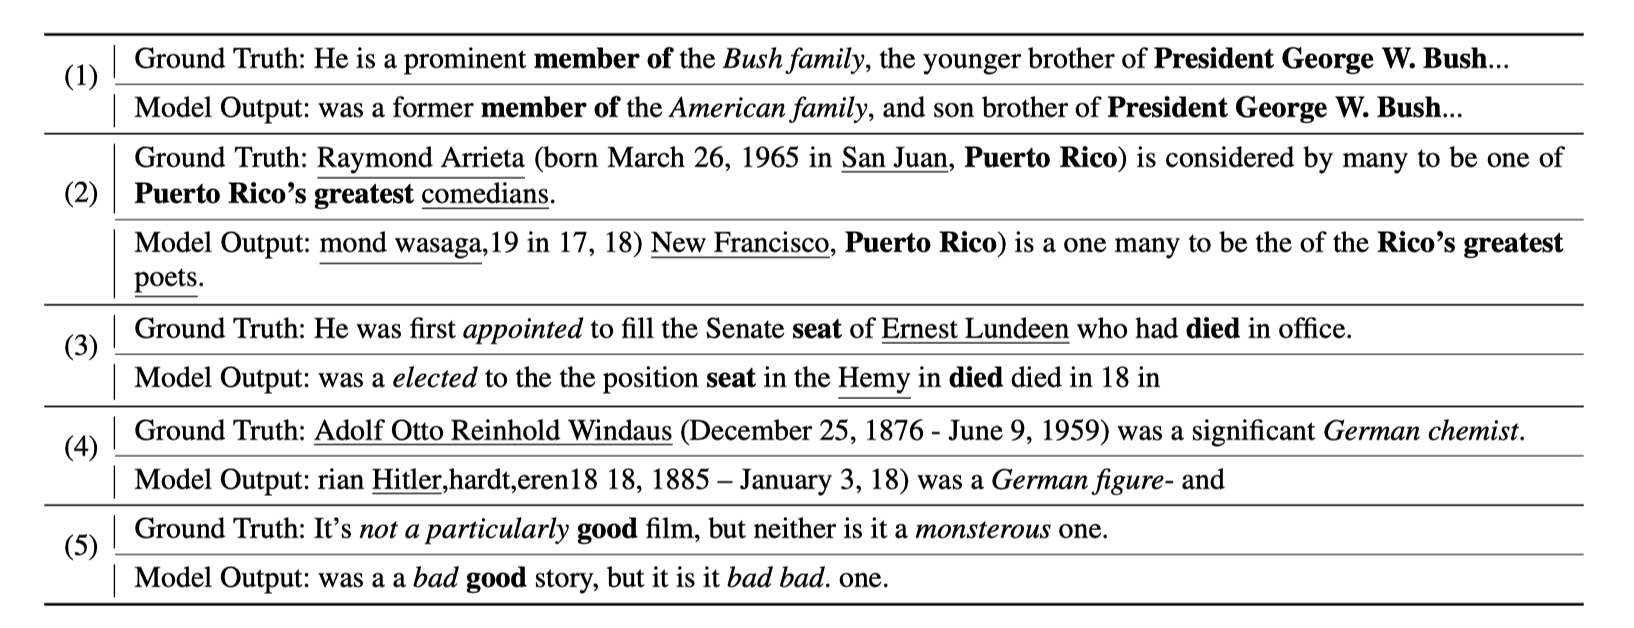 (1)
Ground Truth: He is a prominent member of the Bush family, the younger brother of President George W. Bush...
Model Output: was a former member of the American family, and son brother of President George W. Bush...
(2)
Ground Truth: Raymond Arrieta (born March 26, 1965 in San Juan, Puerto Rico) is considered by many to be one of
Puerto Rico's greatest comedians.
Model Output: mond wasaga,19 in 17, 18) New Francisco, Puerto Rico) is a one many to be the of the Rico's greatest
poets.
(3)
Ground Truth: He was first appointed to fill the Senate seat of Ernest Lundeen who had died in office.
Model Output: was a elected to the the position seat in the Hemy in died died in 18 in
(4)
Ground Truth: Adolf Otto Reinhold Windaus (December 25, 1876 - June 9, 1959) was a significant German chemist.
Model Output: rian Hitler,hardt,eren18 18, 1885 – January 3, 18) was a German figure- and
(5)
Ground Truth: It's not a particularly good film, but neither is it a monsterous one.
Model Output: was a a bad good story, but it is it bad bad. one.